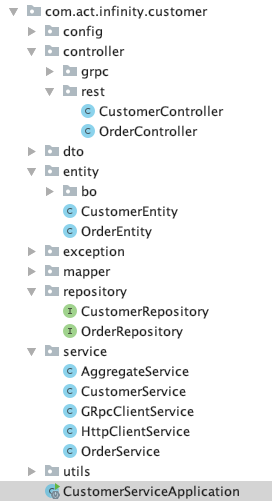 com.act.infinity.customer
config
controller
grpc
rest
CustomerController
OrderController
dto
entity
bo
CustomerEntity
OrderEntity
exception
mapper
repository
CustomerRepository
OrderRepository
service
AggregateService
CustomerService
GRpcClientService
HttpClientService
OrderService
utils
CustomerServiceApplication